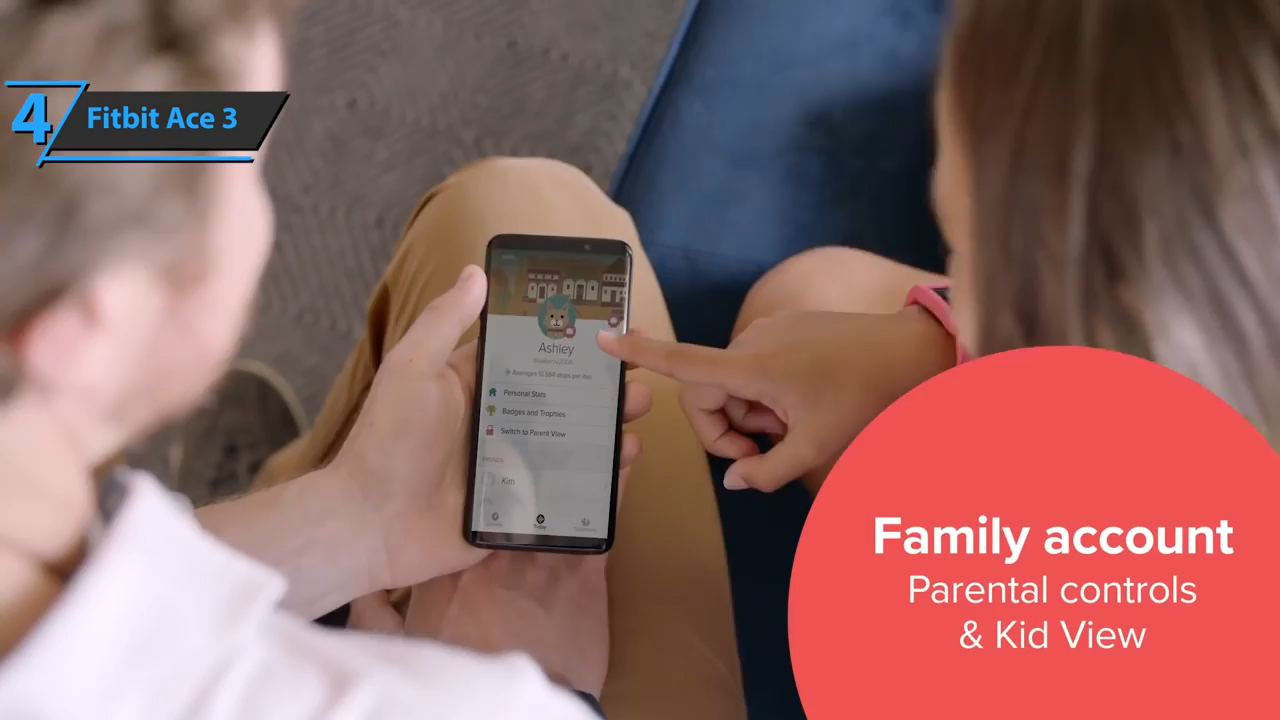 4
Fitbit Ace 3
Ashley
Personal Stats
Badges and Trophies
Switch to Parent View
Kim
Today
Family account
Parental controls
& Kid View